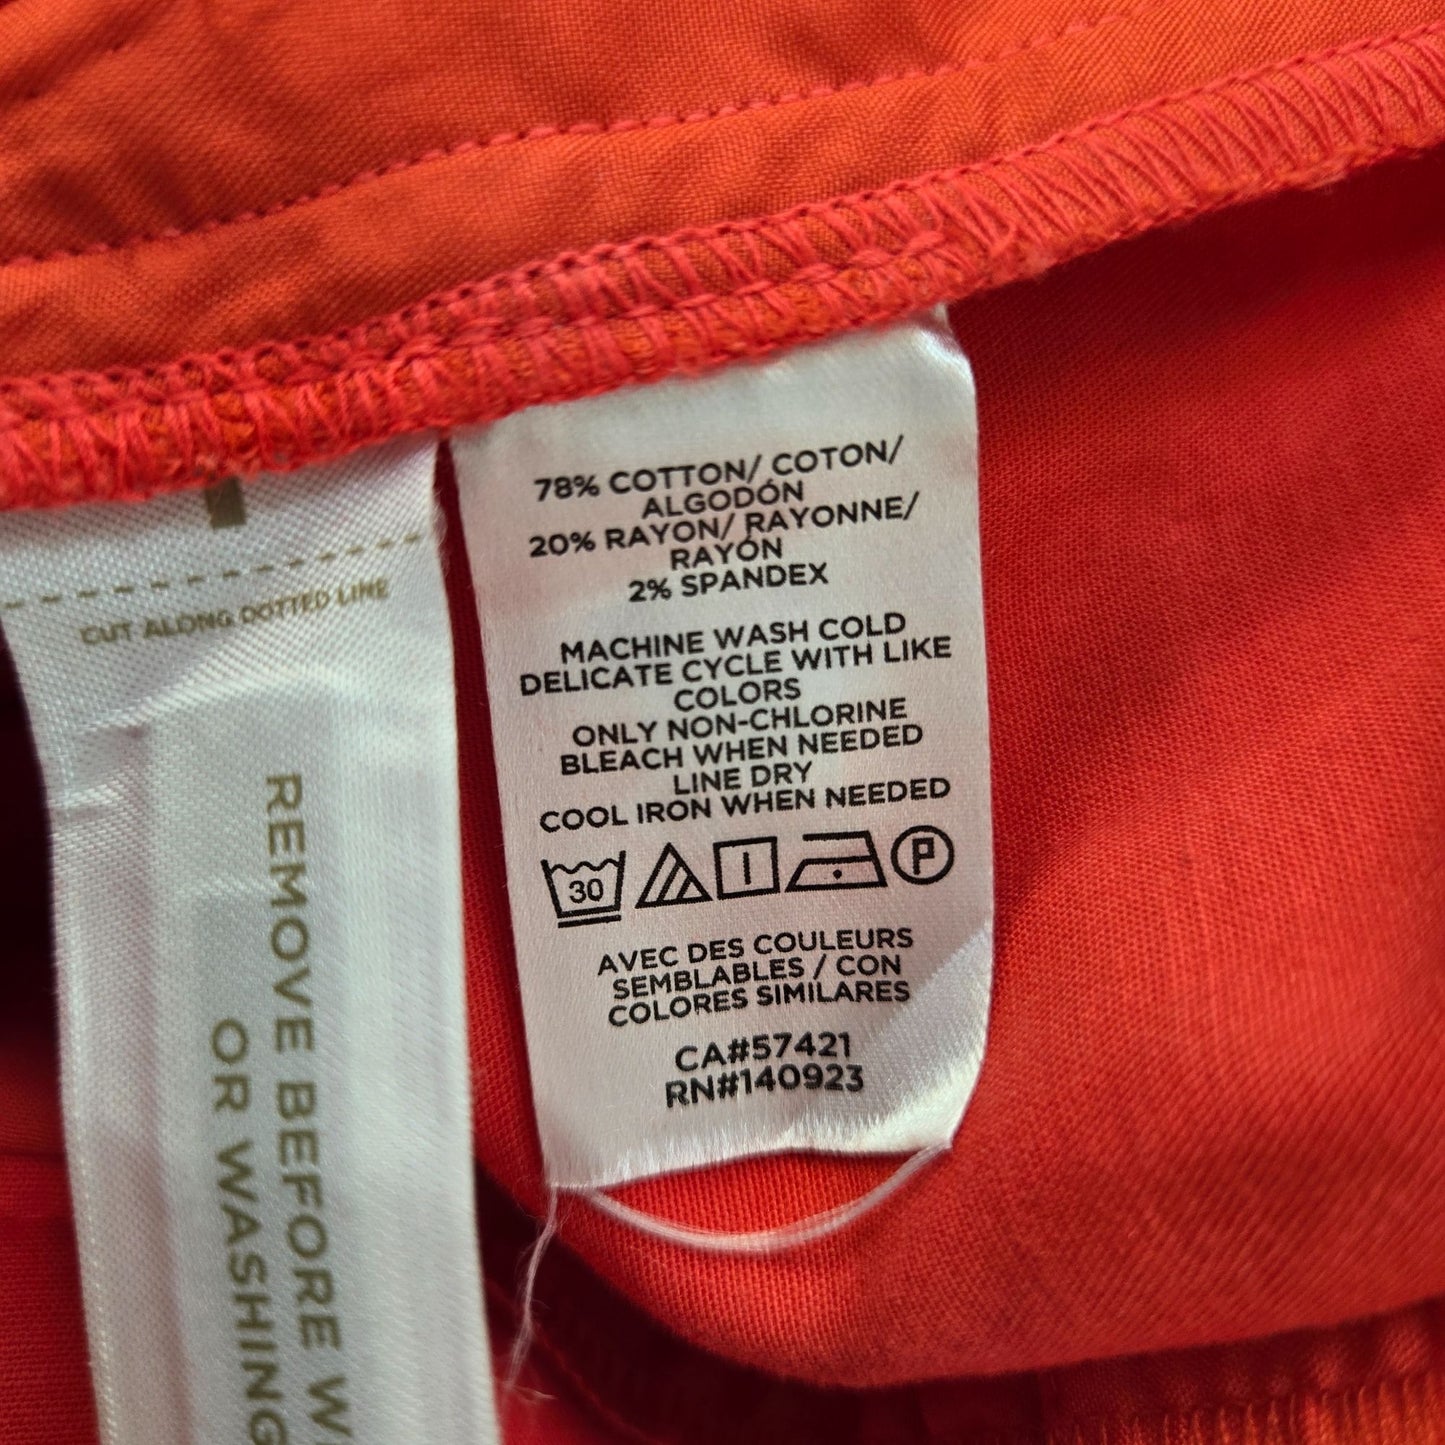 CUT ALONG DOTTED LINE
REMOVE BEFORE
OR WASHING
78% COTTON/ COTON/
ALGODÓN
20% RAYON/ RAYONNE/
RAYÓN
2% SPANDEX
MACHINE WASH COLD
DELICATE CYCLE WITH LIKE
COLORS
ONLY NON-CHLORINE
BLEACH WHEN NEEDED
LINE DRY
COOL IRON WHEN NEEDED
30 P
AVEC DES COULEURS
SEMBLABLES / CON
COLORES SIMILARES
CA#57421
RN#140923